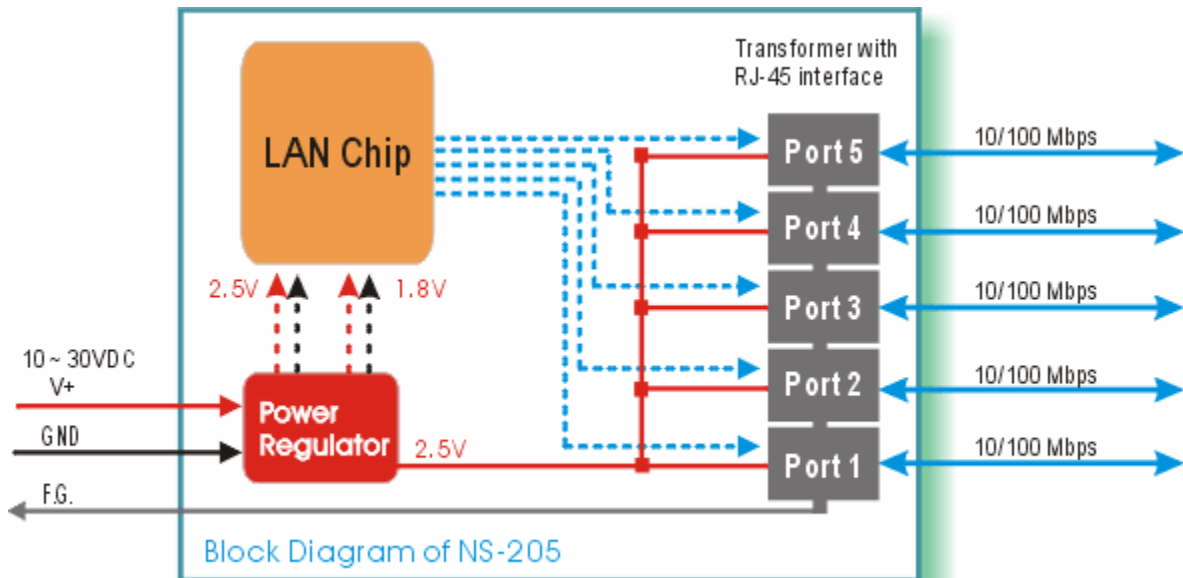 Transformer with
RJ-45 interface
LAN Chip
Port 5
10/100 Mbps
Port 4
10/100 Mbps
2.5V
1.8V
Port 3
10/100 Mbps
10 ~ 30VDC
V+
Power
Regulator
Port 2
10/100 Mbps
GND
2.5V
Port 1
10/100 Mbps
F.G.
Block Diagram of NS-205